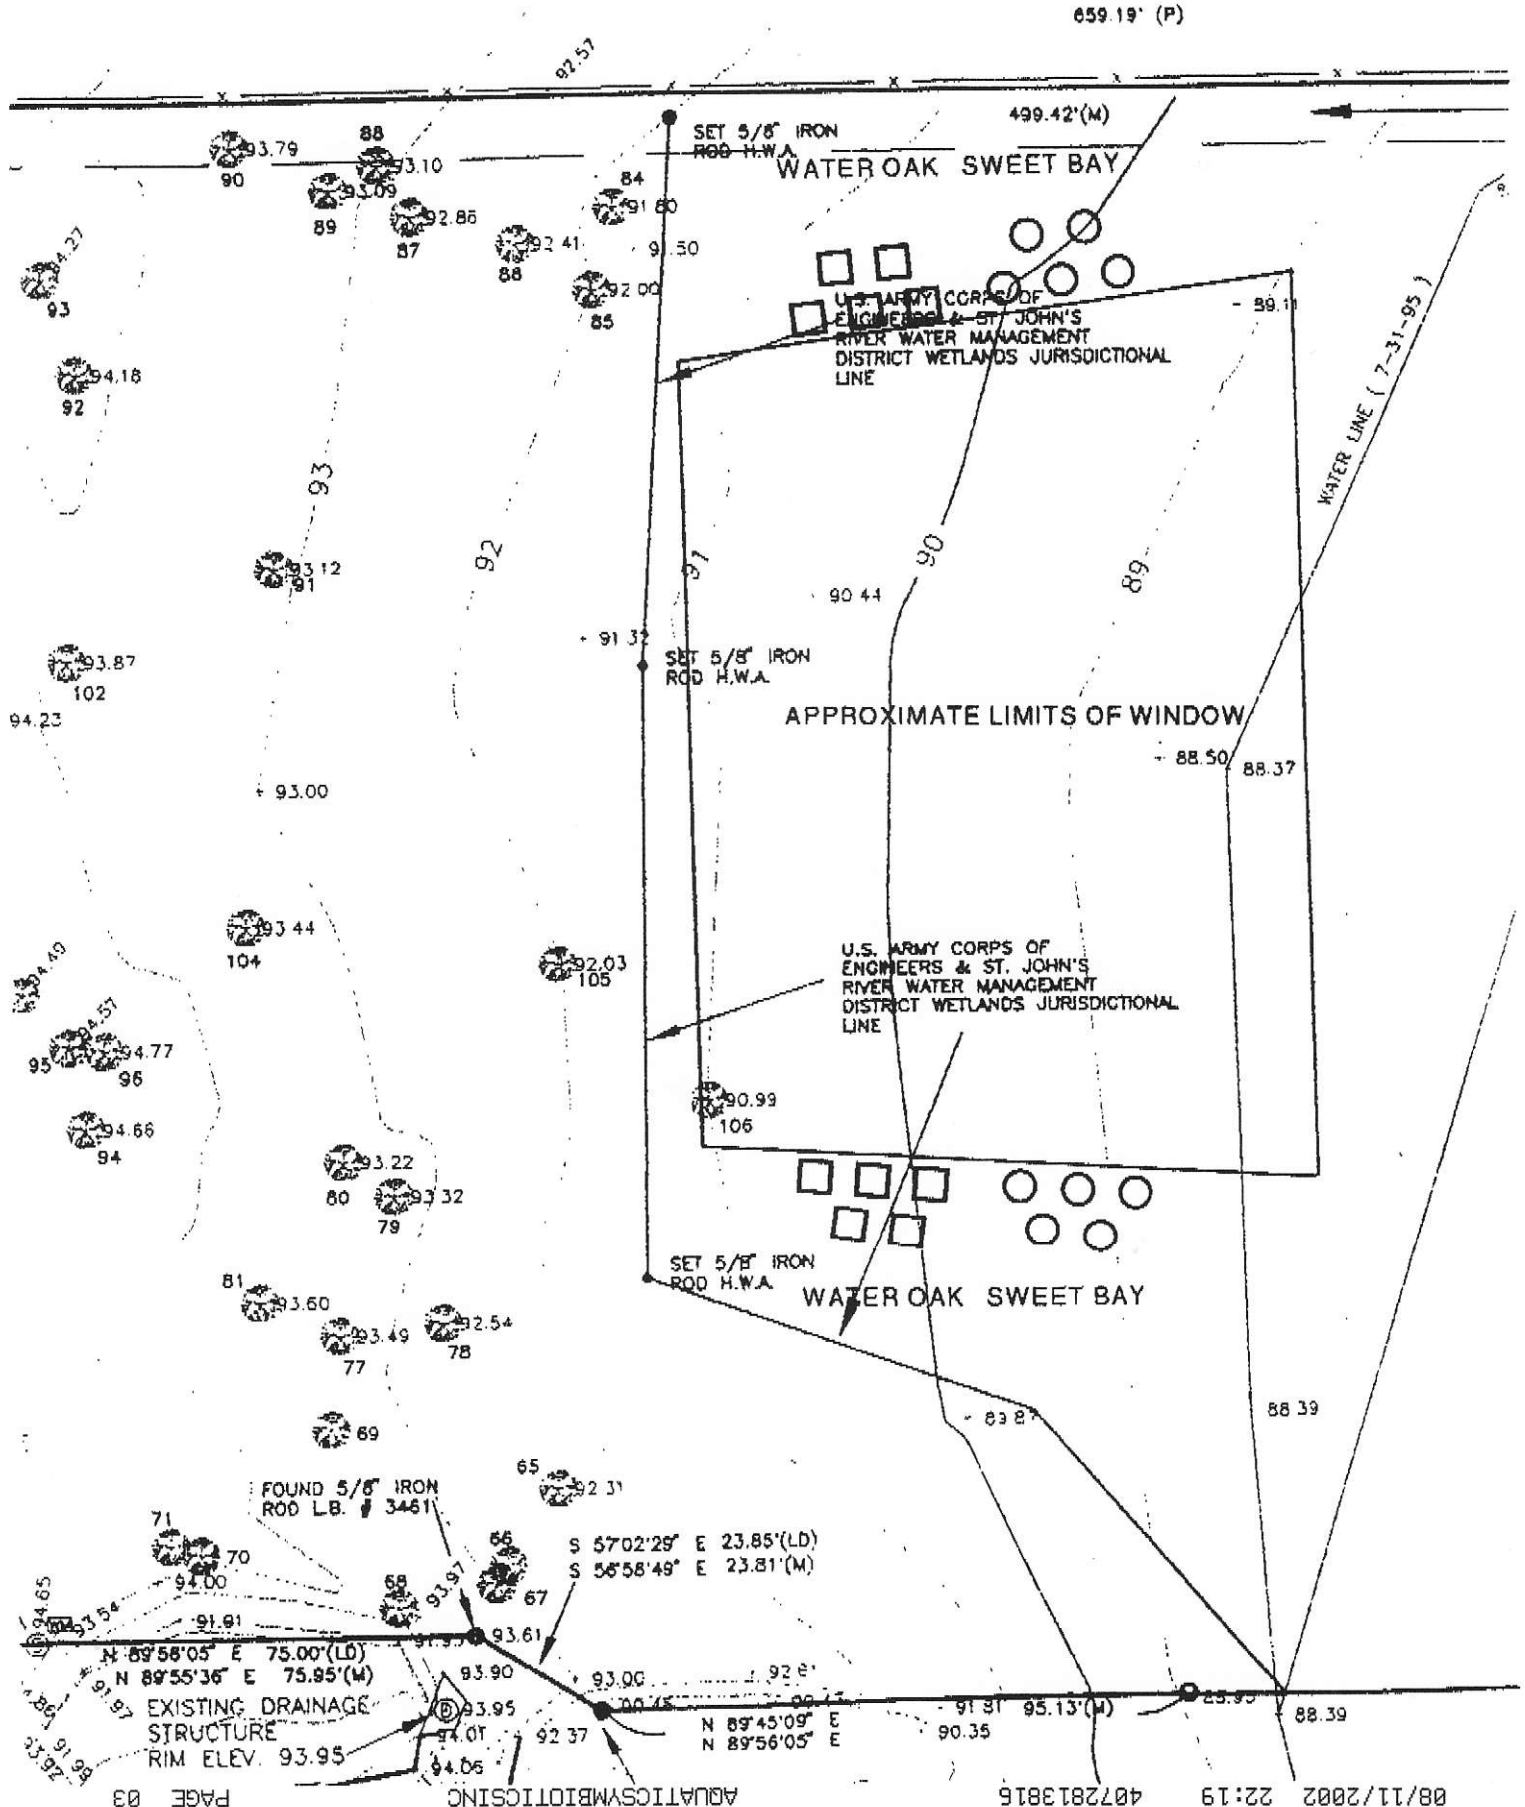 659.19' (P)
92.57
499.42'(M)
SET 5/8" IRON
ROD H.W.A.
WATER OAK SWEET BAY
93.79
90
88
93.10
93.09
89
92.86
87
92 41
88
84
91 80
92 00
85
94.27
93
94.18
92
U.S. ARMY CORPS OF
ENGINEERS & ST. JOHN'S
RIVER WATER MANAGEMENT
DISTRICT WETLANDS JURISDICTIONAL
LINE
89.11
WATER LINE ( 7-31-95 )
93
92
91
90
89
93 12
91
90 44
91 32
SET 5/8" IRON
ROD H.W.A.
93.87
102
94.23
APPROXIMATE LIMITS OF WINDOW
88.50
88.37
93.00
93 44
104
92.03
105
U.S. ARMY CORPS OF
ENGINEERS & ST. JOHN'S
RIVER WATER MANAGEMENT
DISTRICT WETLANDS JURISDICTIONAL
LINE
94.57
95
94.77
96
94.66
94
90.99
106
93.22
80
93 32
79
SET 5/8" IRON
ROD H.W.A.
WATER OAK SWEET BAY
81
93.60
93.49
77
92.54
78
69
88 39
FOUND 5/8" IRON
ROD L.B. # 3461
65
92 31
71
70
94.00
66
67
68
93.97
S 57°02'29" E 23.85'(LD)
S 56°58'49" E 23.81'(M)
94.65
93.54
93.61
N 89°58'05" E 75.00'(LD)
N 89°55'36" E 75.95'(M)
93.90
93.00
91.97
EXISTING DRAINAGE
STRUCTURE
RIM ELEV. 93.95
93.95
94.01
94.06
92 37
N 89°45'09" E
N 89°56'05" E
91 81
95.13'(M)
90.35
88.39
08/11/2002 22:19
4072813816
AQUATICSYMBIOTICSINC
PAGE 03